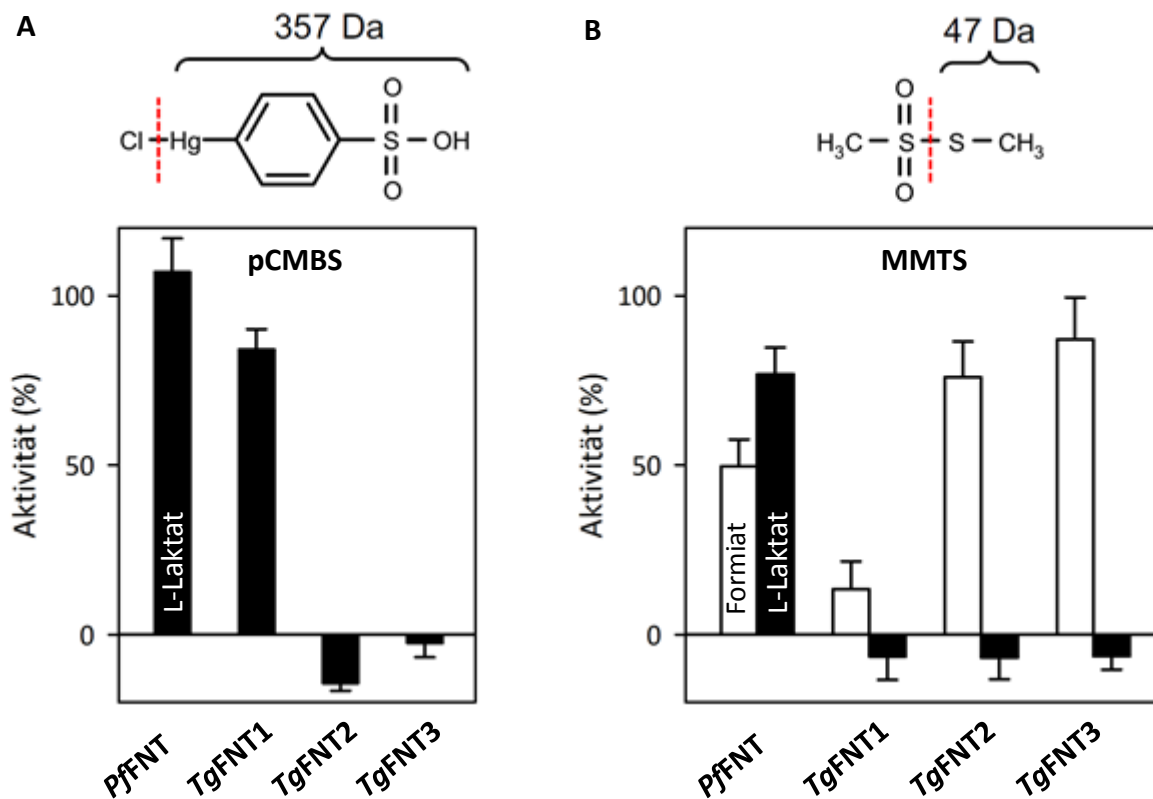 A
357 Da
Cl Hg S OH
O
O
pCMBS
Aktivität (%)
100
50
0
L-Laktat
PfFNT
TgFNT1
TgFNT2
TgFNT3
B
47 Da
O
H₃C S S CH₃
O
MMTS
Aktivität (%)
100
50
0
Formiat
L-Laktat
PfFNT
TgFNT1
TgFNT2
TgFNT3